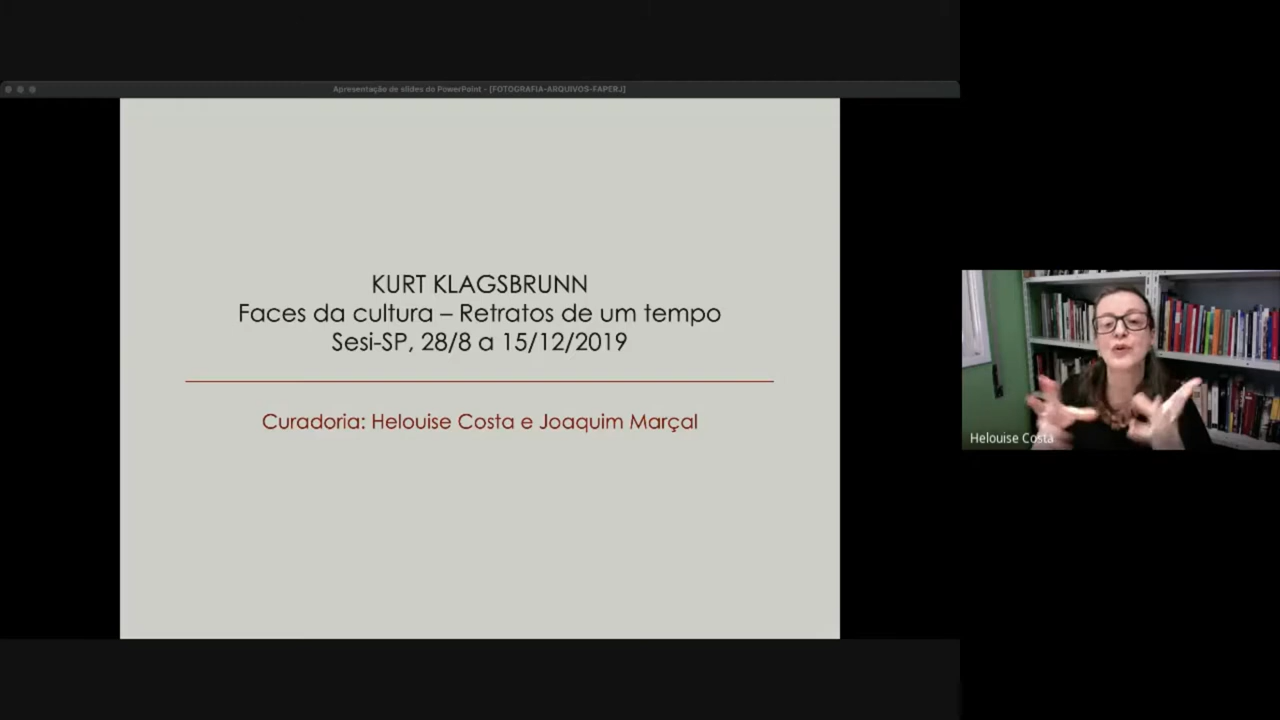 Apresentação de slides do PowerPoint - [FOTOGRAFIA-ARQUIVOS-FAPERJ]
KURT KLAGSBRUNN
Faces da cultura – Retratos de um tempo
Sesi-SP, 28/8 a 15/12/2019
Curadoria: Helouise Costa e Joaquim Marçal
Helouise Costa